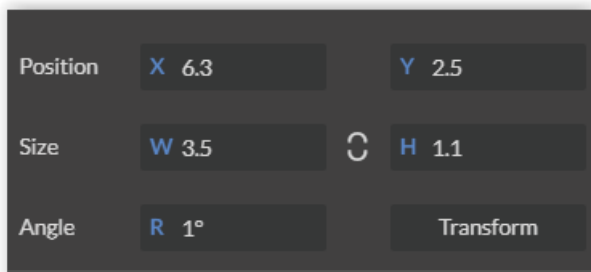 Position X 6.3 Y 2.5
Size W 3.5 H 1.1
Angle R 1° Transform